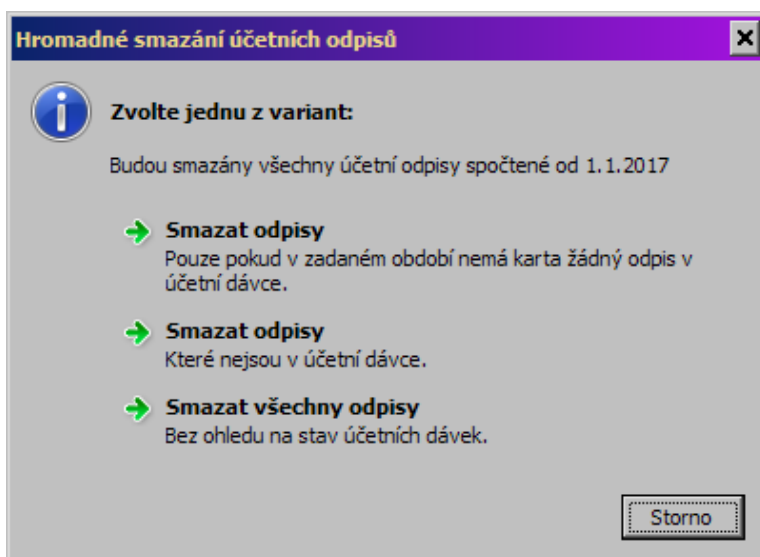 Hromadné smazání účetních odpisů
Zvolte jednu z variant:
Budou smazány všechny účetní odpisy spočtené od 1.1.2017
Smazat odpisy
Pouze pokud v zadaném období nemá karta žádný odpis v
účetní dávce.
Smazat odpisy
Které nejsou v účetní dávce.
Smazat všechny odpisy
Bez ohledu na stav účetních dávek.
Storno